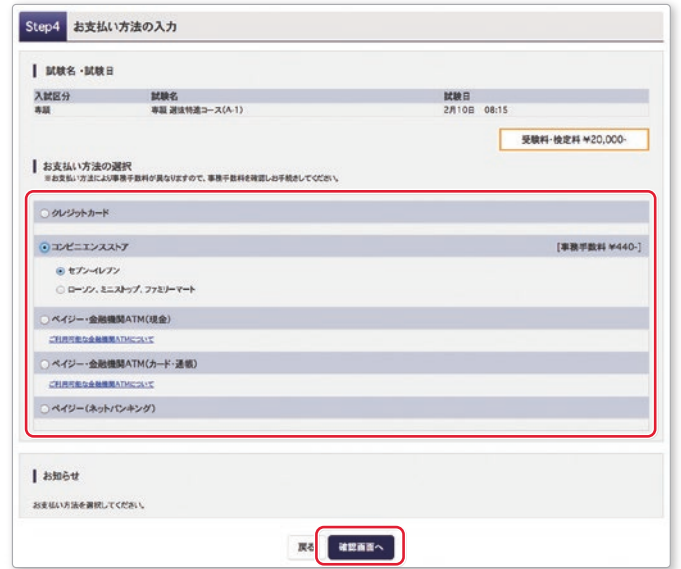 Step4 お支払い方法の入力
試験名・試験日
入試区分 試験名 試験日
専願 専願 選抜特進コース(A-1) 2月10日 08:15
受験料・検定料 ¥20,000-
お支払い方法の選択
※お支払い方法により事務手数料が異なりますので、事務手数料を確認しお手続きしてください。
クレジットカード
コンビニエンスストア [事務手数料 ¥440-]
セブン-イレブン
ローソン、ミニストップ、ファミリーマート
ペイジー・金融機関ATM(現金)
ご利用可能な金融機関ATMについて
ペイジー・金融機関ATM(カード・通帳)
ご利用可能な金融機関ATMについて
ペイジー(ネットバンキング)
お知らせ
お支払い方法を選択してください。
戻る 確認画面へ